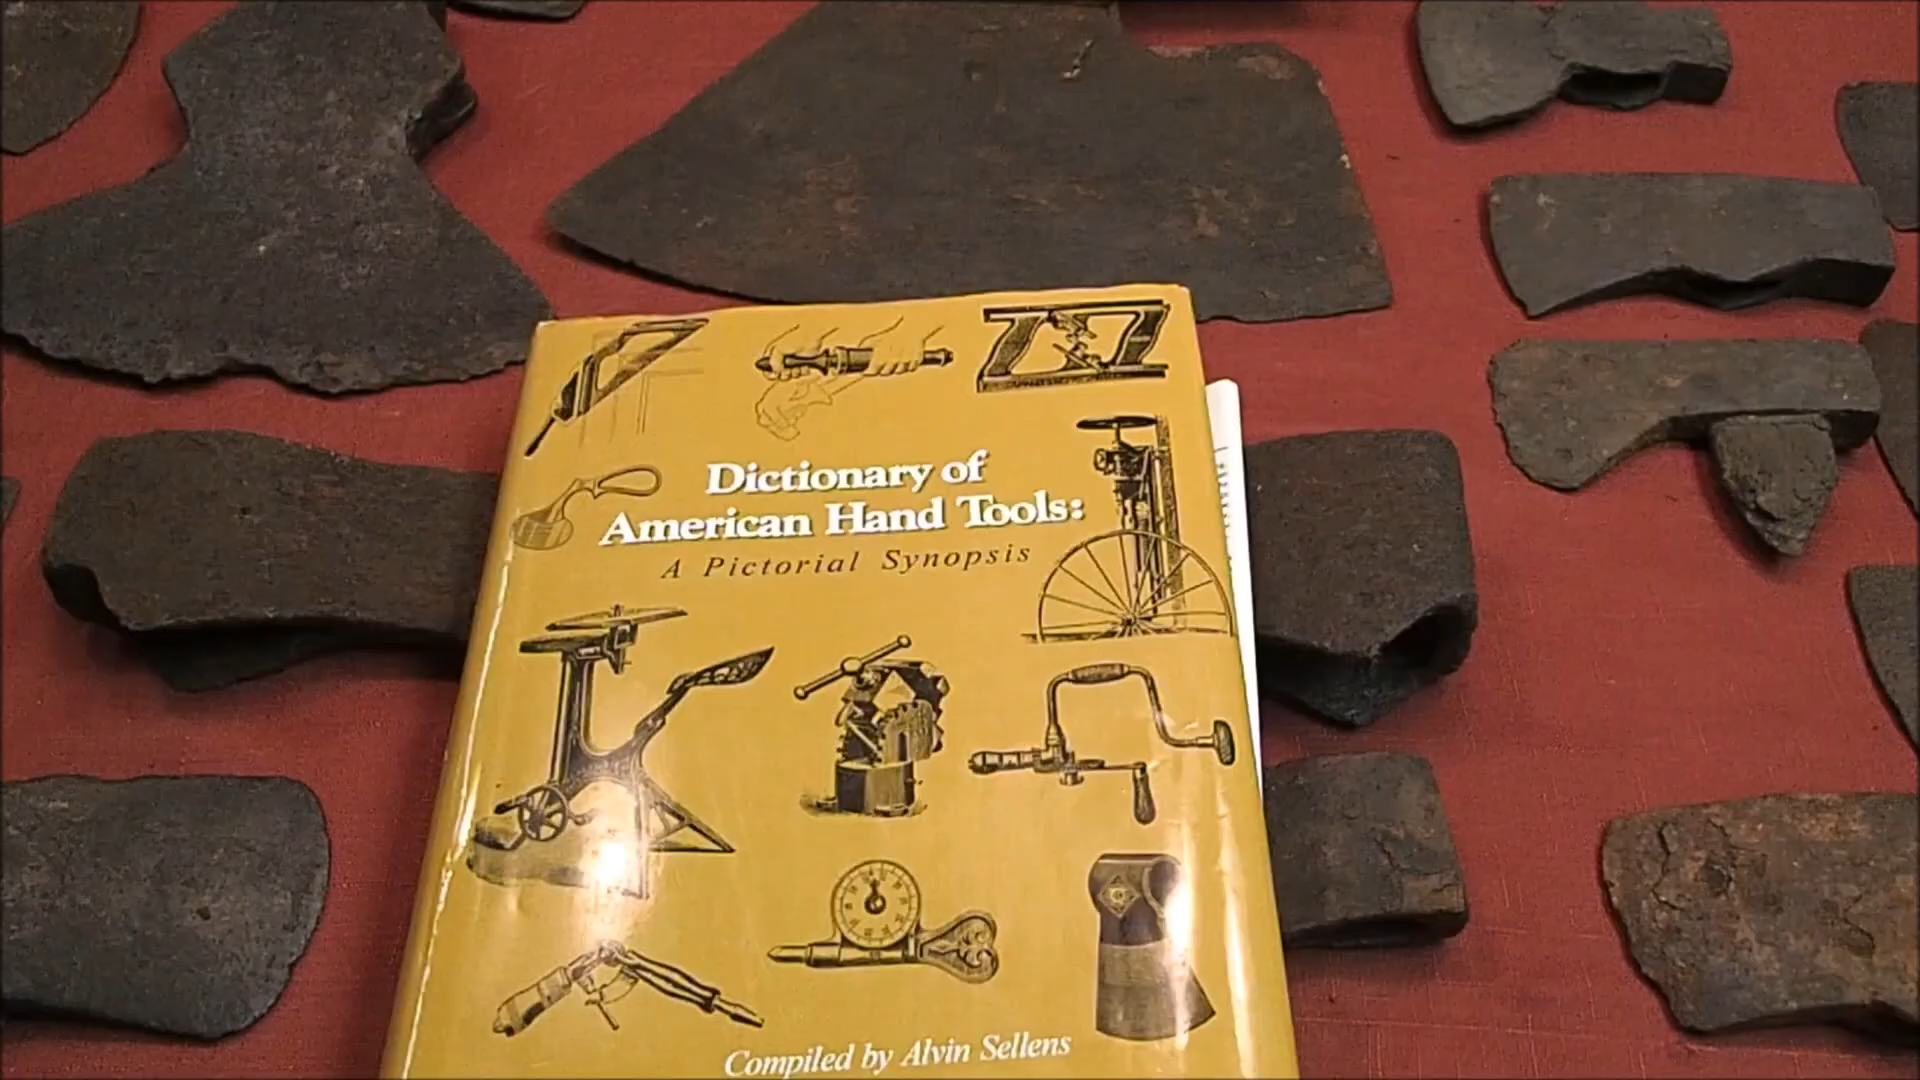 Dictionary of
American Hand Tools:
A Pictorial Synopsis
Compiled by Alvin Sellens